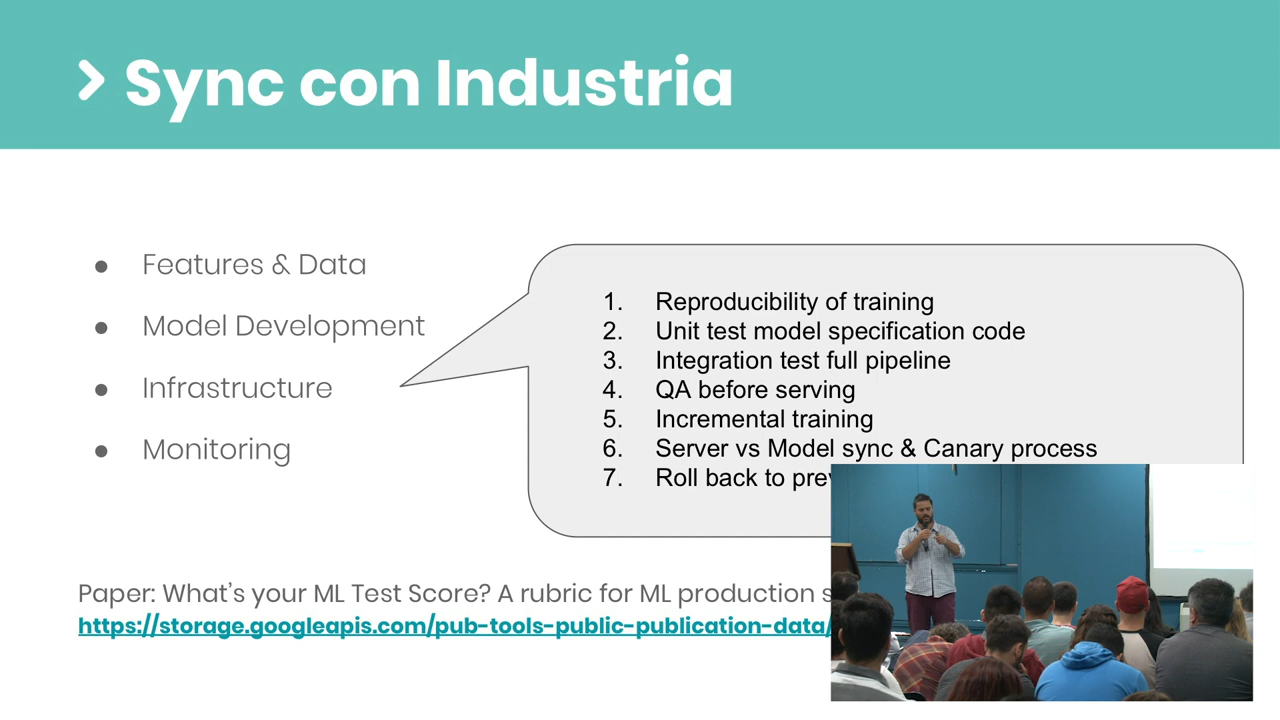 Sync con Industria
● Features & Data
● Model Development
● Infrastructure
● Monitoring
1. Reproducibility of training
2. Unit test model specification code
3. Integration test full pipeline
4. QA before serving
5. Incremental training
6. Server vs Model sync & Canary process
7. Roll back to
Paper: What's your ML Test Score? A rubric for ML production
https://storage.googleapis.com/pub-tools-public-publication-data/